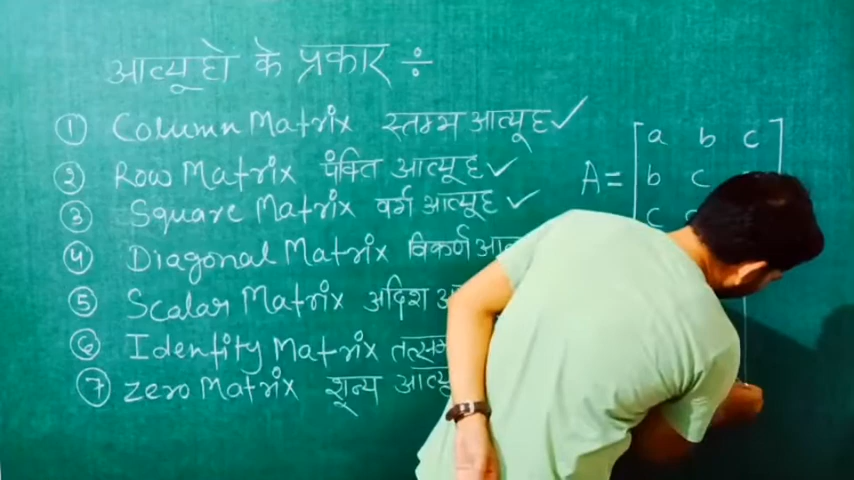 आव्यूहो के प्रकार ÷
① Column Matrix स्तम्भ आव्यूह ✓
② Row Matrix पंक्ति आव्यूह ✓
③ Square Matrix वर्ग आव्यूह ✓
④ Diagonal Matrix विकर्ण
⑤ Scalar Matrix अदिश
⑥ Identity Matrix
⑦ zero Matrix शून्य
A = a b c
b c
c